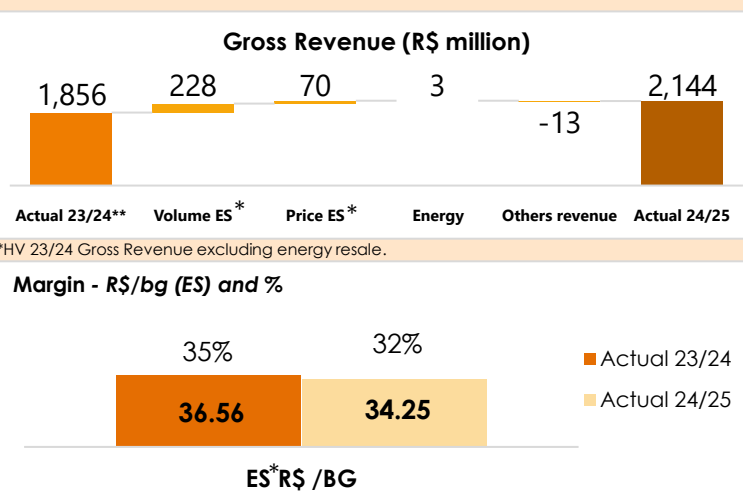 Gross Revenue (R$ million)
1,856 228 70 3 -13 2,144
Actual 23/24** Volume ES* Price ES* Energy Others revenue Actual 24/25
*HV 23/24 Gross Revenue excluding energy resale.
Margin - R$/bg (ES) and %
35% 32%
36.56 34.25
Actual 23/24
Actual 24/25
ES*R$ /BG